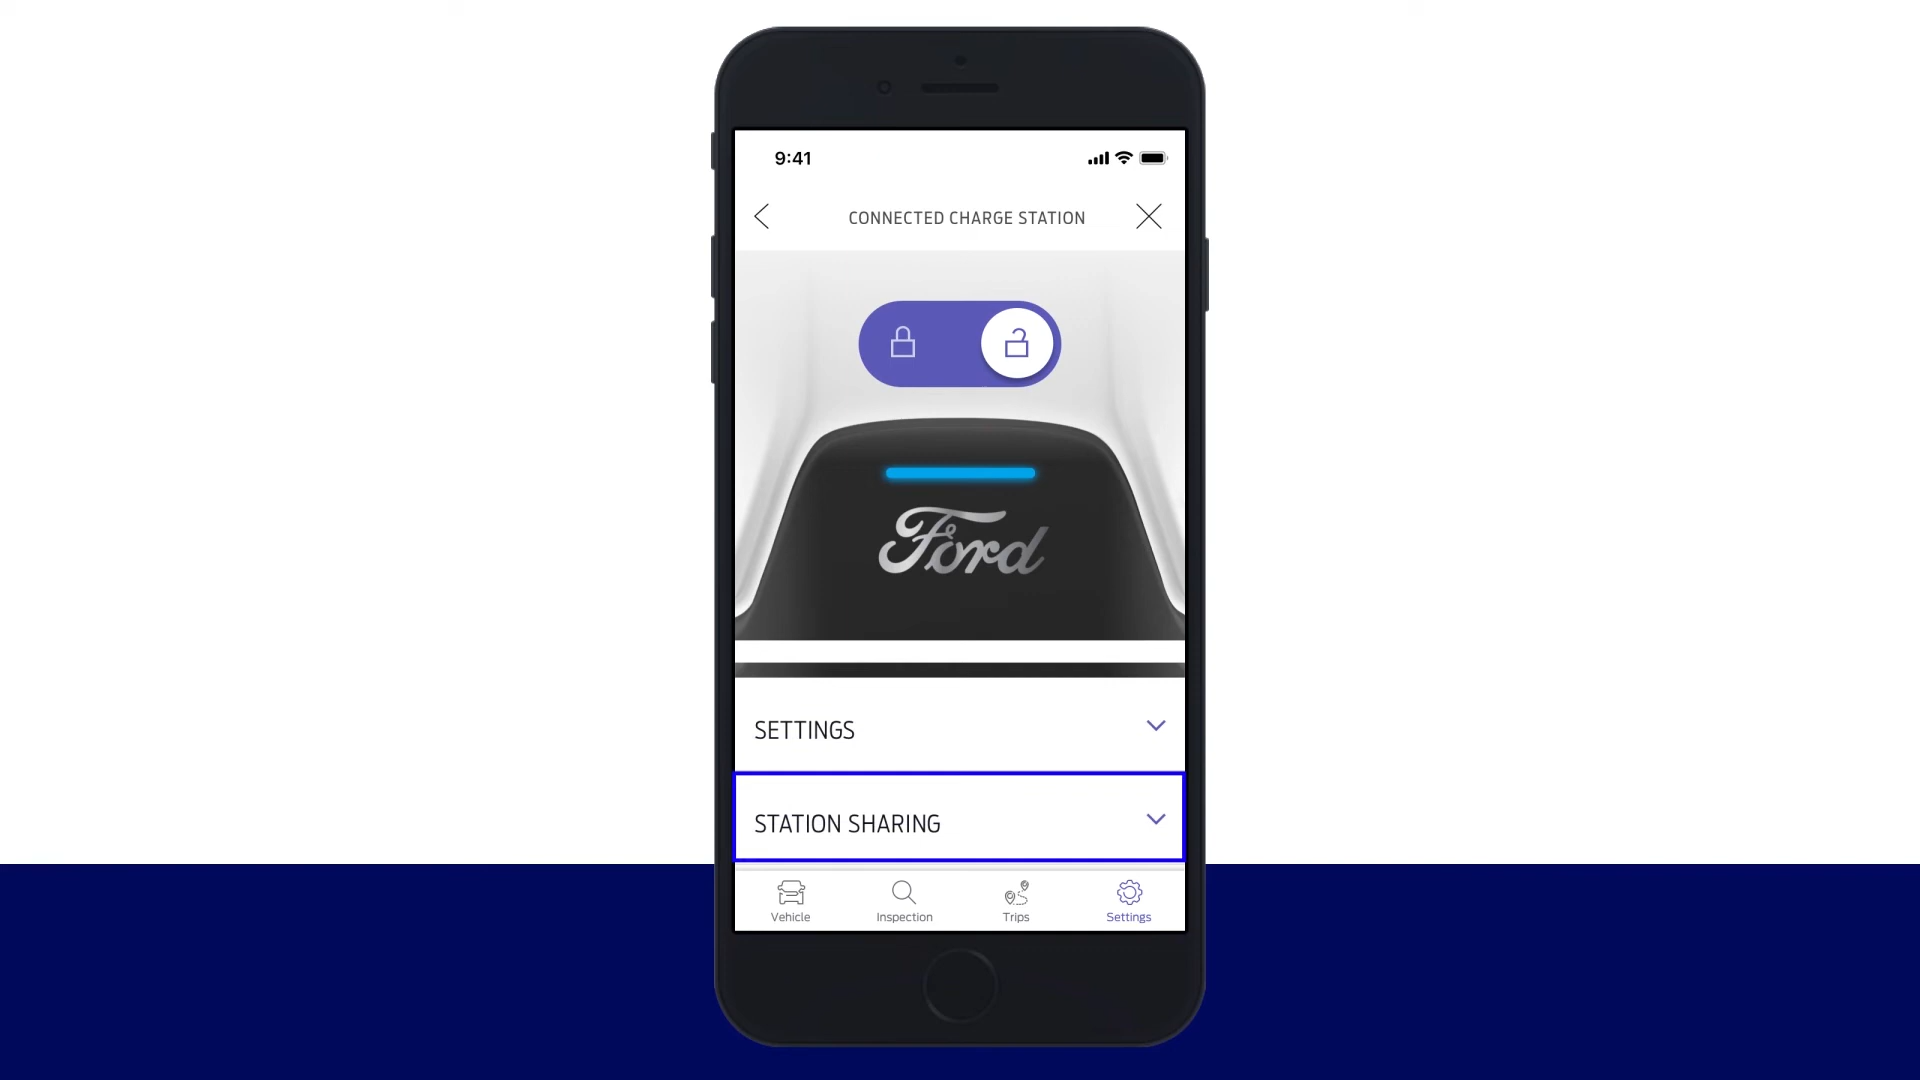 9:41
CONNECTED CHARGE STATION
Ford
SETTINGS
STATION SHARING
Vehicle Inspection Trips Settings